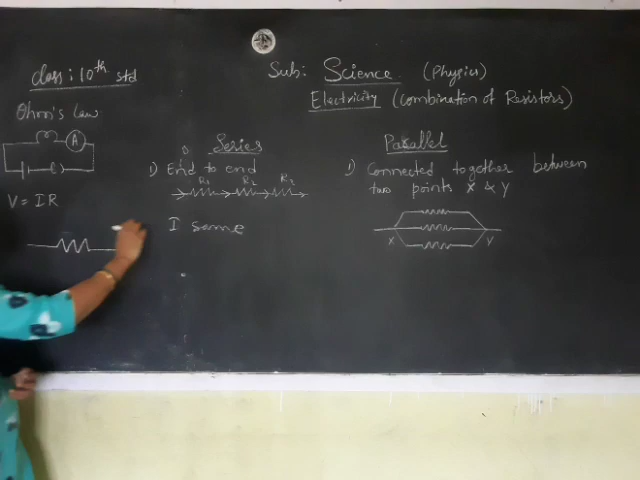 class: 10th std
Sub: Science (Physics)
Electricity (combination of Resistors)
Ohm's Law
A
V = IR
Series
1) End to end
R1 R2 R3
I same
Parallel
1) Connected together between
two points X & Y
X Y